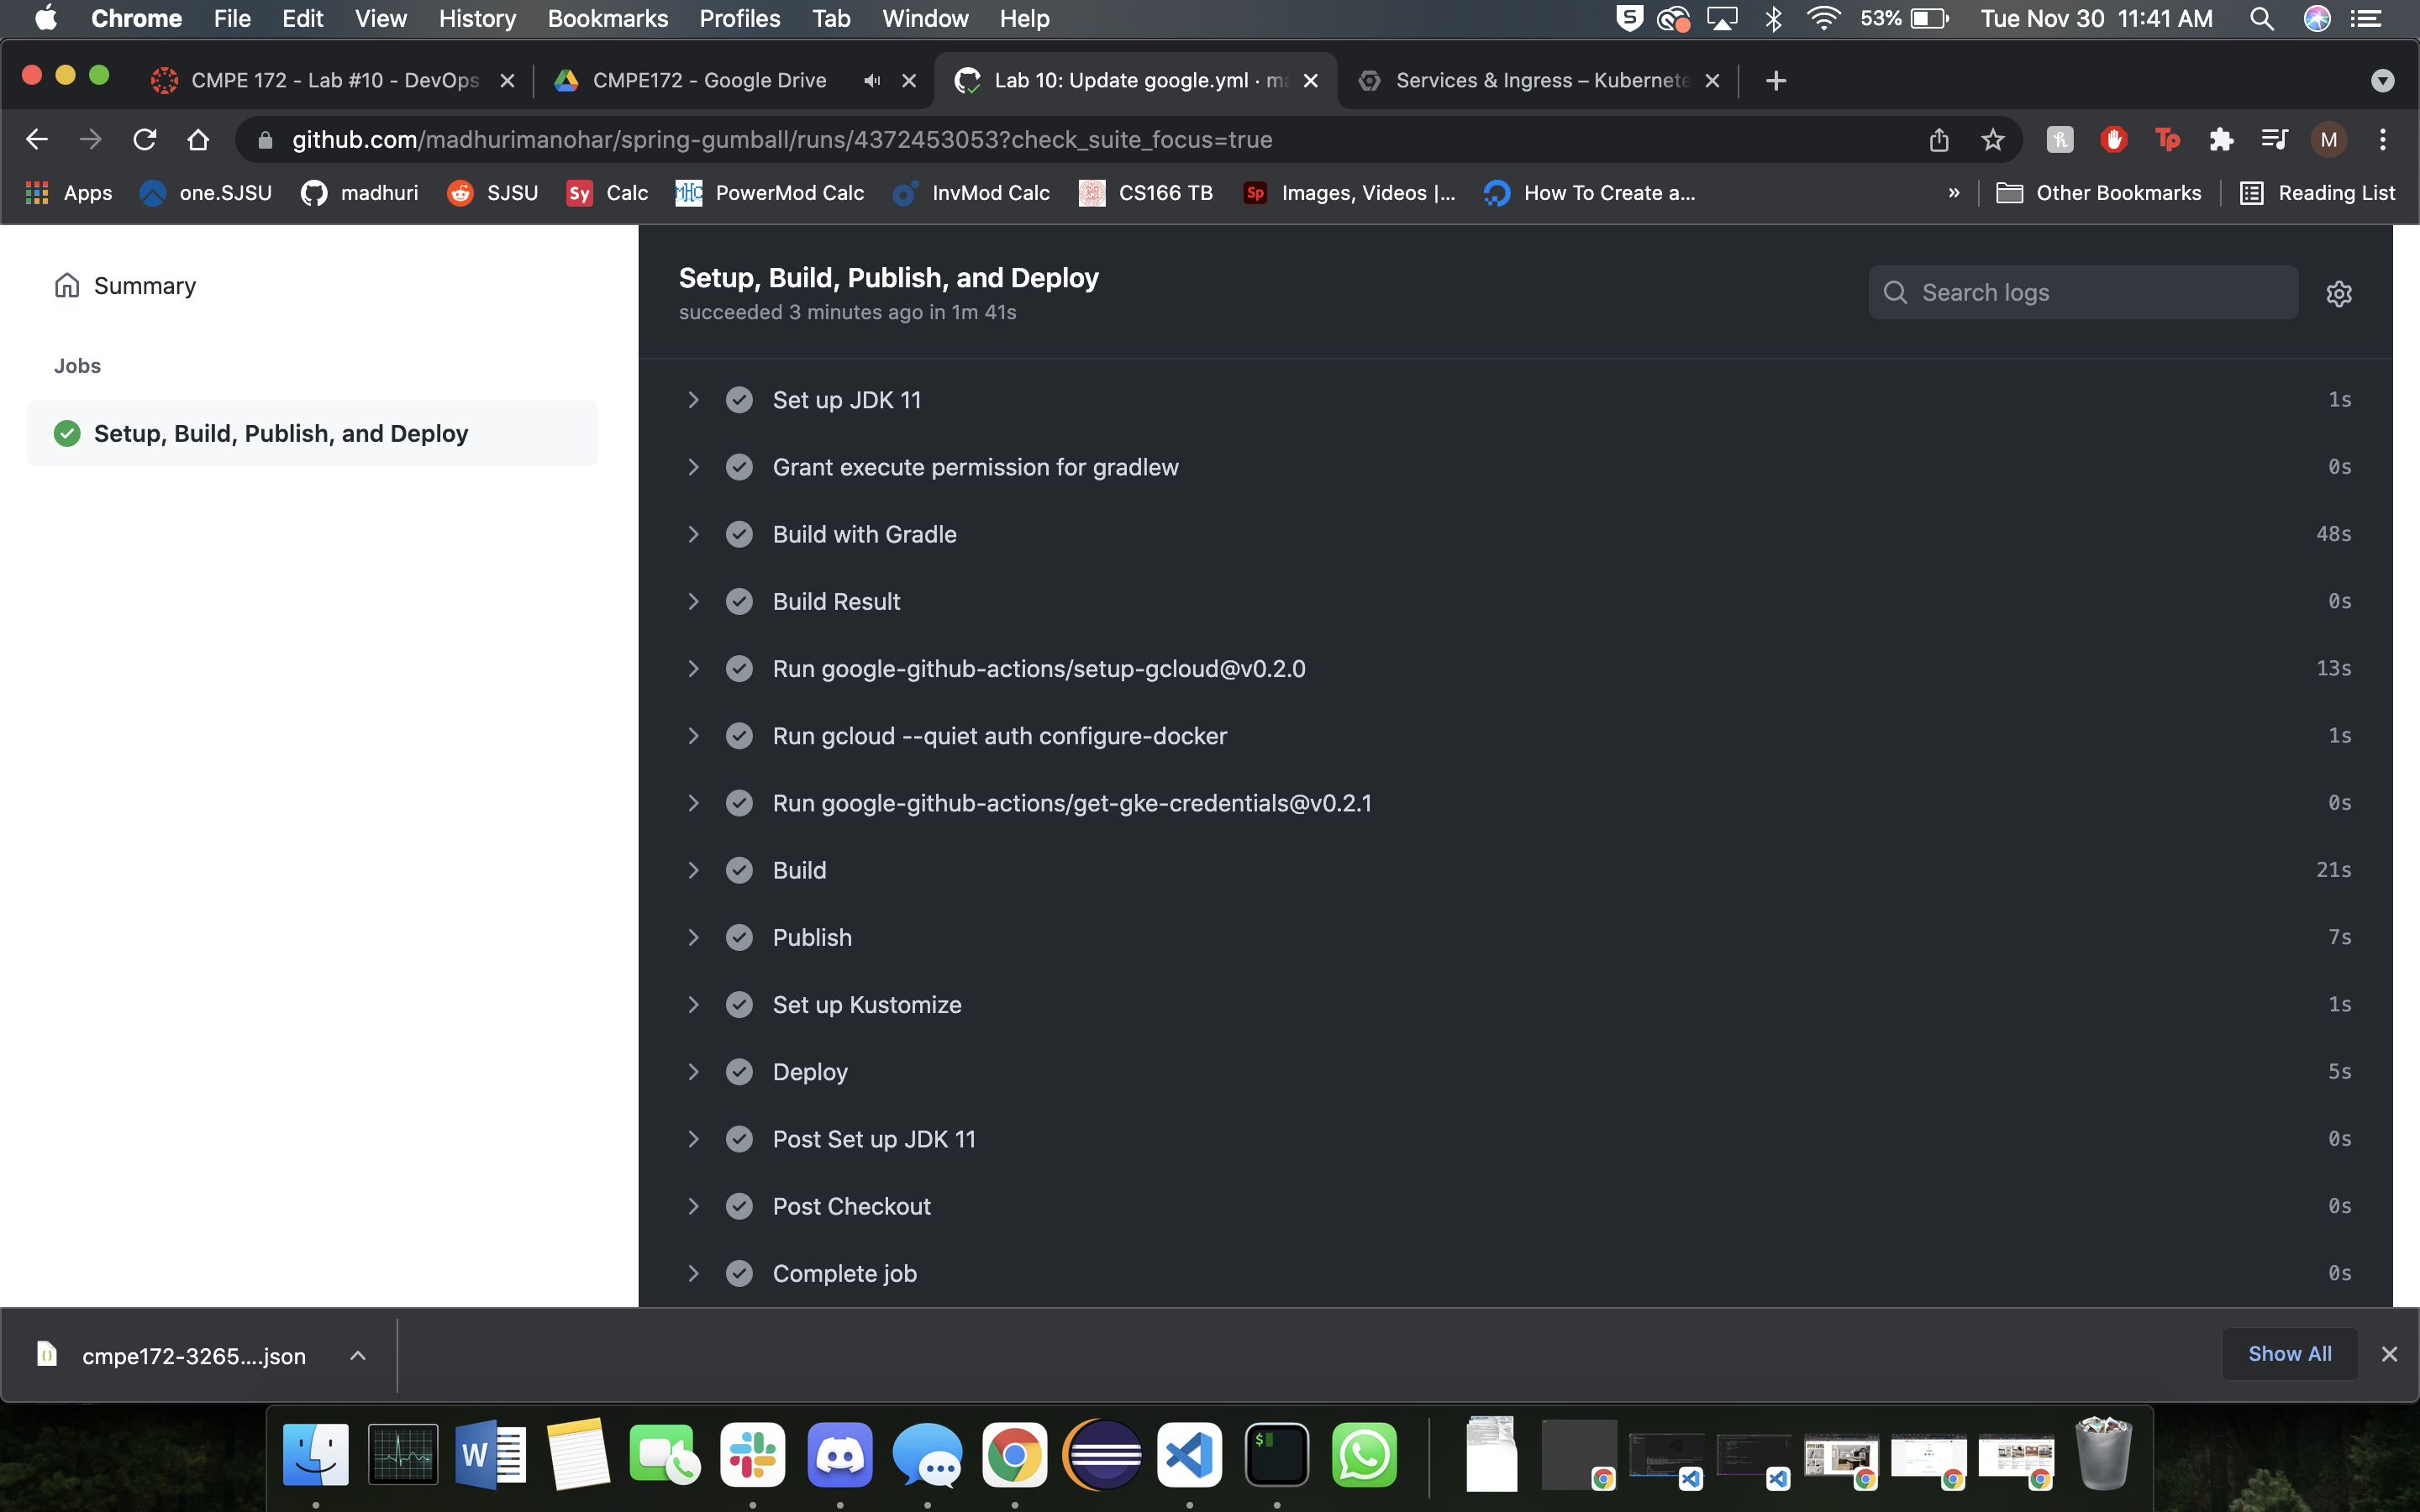 Chrome File Edit View History Bookmarks Profiles Tab Window Help 53% Tue Nov 30 11:41 AM
CMPE 172 - Lab #10 - DevOps CMPE172 - Google Drive Lab 10: Update google.yml · ma Services & Ingress – Kubernete
github.com/madhurimanohar/spring-gumball/runs/4372453053?check_suite_focus=true M
Apps one.SJSU madhuri SJSU Sy Calc MHC PowerMod Calc InvMod Calc CS166 TB Sp Images, Videos |... How To Create a... » Other Bookmarks Reading List
Summary
Jobs
Setup, Build, Publish, and Deploy
Setup, Build, Publish, and Deploy
succeeded 3 minutes ago in 1m 41s
Search logs
Set up JDK 11 1s
Grant execute permission for gradlew 0s
Build with Gradle 48s
Build Result 0s
Run google-github-actions/setup-gcloud@v0.2.0 13s
Run gcloud --quiet auth configure-docker 1s
Run google-github-actions/get-gke-credentials@v0.2.1 0s
Build 21s
Publish 7s
Set up Kustomize 1s
Deploy 5s
Post Set up JDK 11 0s
Post Checkout 0s
Complete job 0s
cmpe172-3265....json Show All